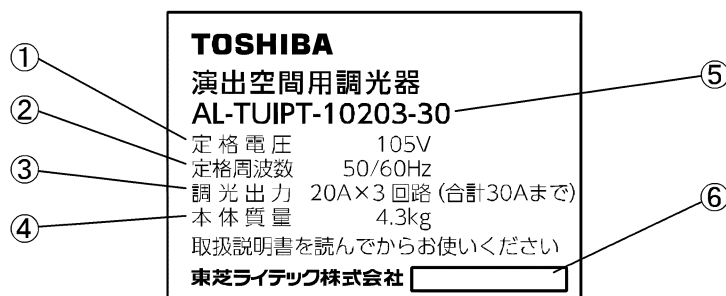 TOSHIBA
演出空間用調光器
AL-TUIPT-10203-30
定格電圧 105V
定格周波数 50/60Hz
調光出力 20A×3回路(合計30Aまで)
本体質量 4.3kg
取扱説明書を読んでからお使いください
東芝ライテック株式会社
①
②
③
④
⑤
⑥